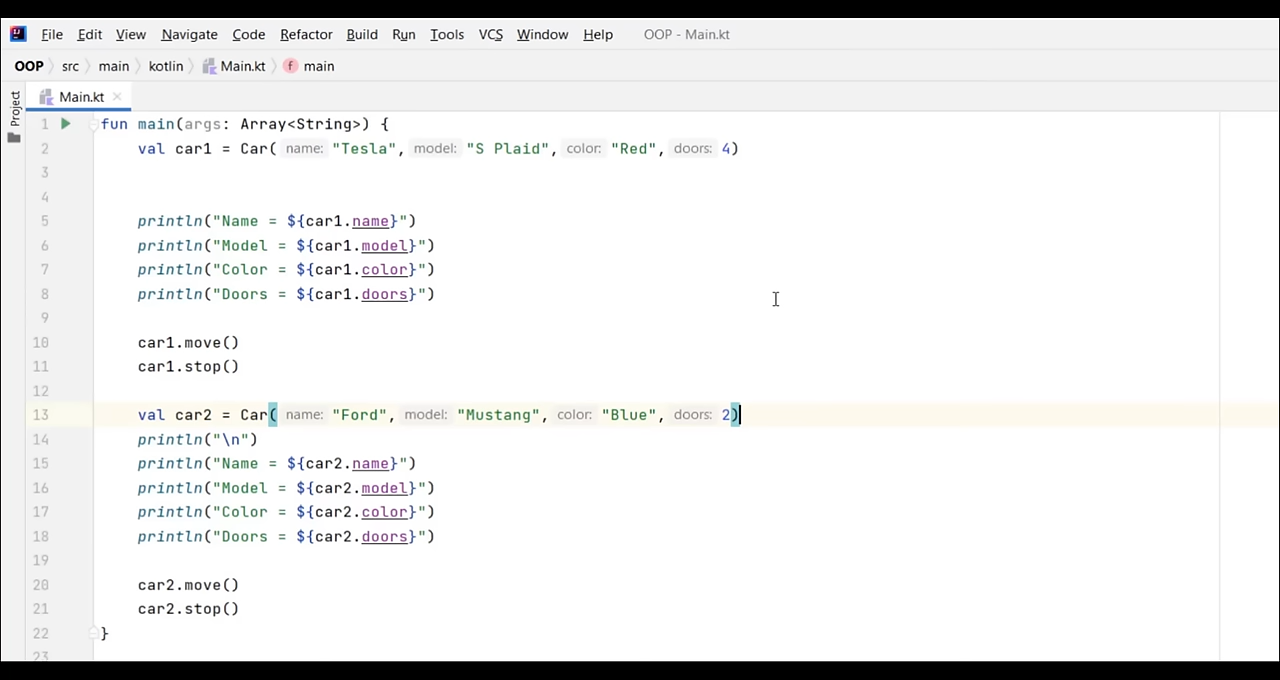 File Edit View Navigate Code Refactor Build Run Tools VCS Window Help OOP - Main.kt
OOP src main kotlin Main.kt f main
Project
Main.kt
1 fun main(args: Array<String>) {
2 val car1 = Car( name: "Tesla", model: "S Plaid", color: "Red", doors: 4)
3
4
5 println("Name = ${car1.name}")
6 println("Model = ${car1.model}")
7 println("Color = ${car1.color}")
8 println("Doors = ${car1.doors}")
9
10 car1.move()
11 car1.stop()
12
13 val car2 = Car( name: "Ford", model: "Mustang", color: "Blue", doors: 2)
14 println("\n")
15 println("Name = ${car2.name}")
16 println("Model = ${car2.model}")
17 println("Color = ${car2.color}")
18 println("Doors = ${car2.doors}")
19
20 car2.move()
21 car2.stop()
22 }
23